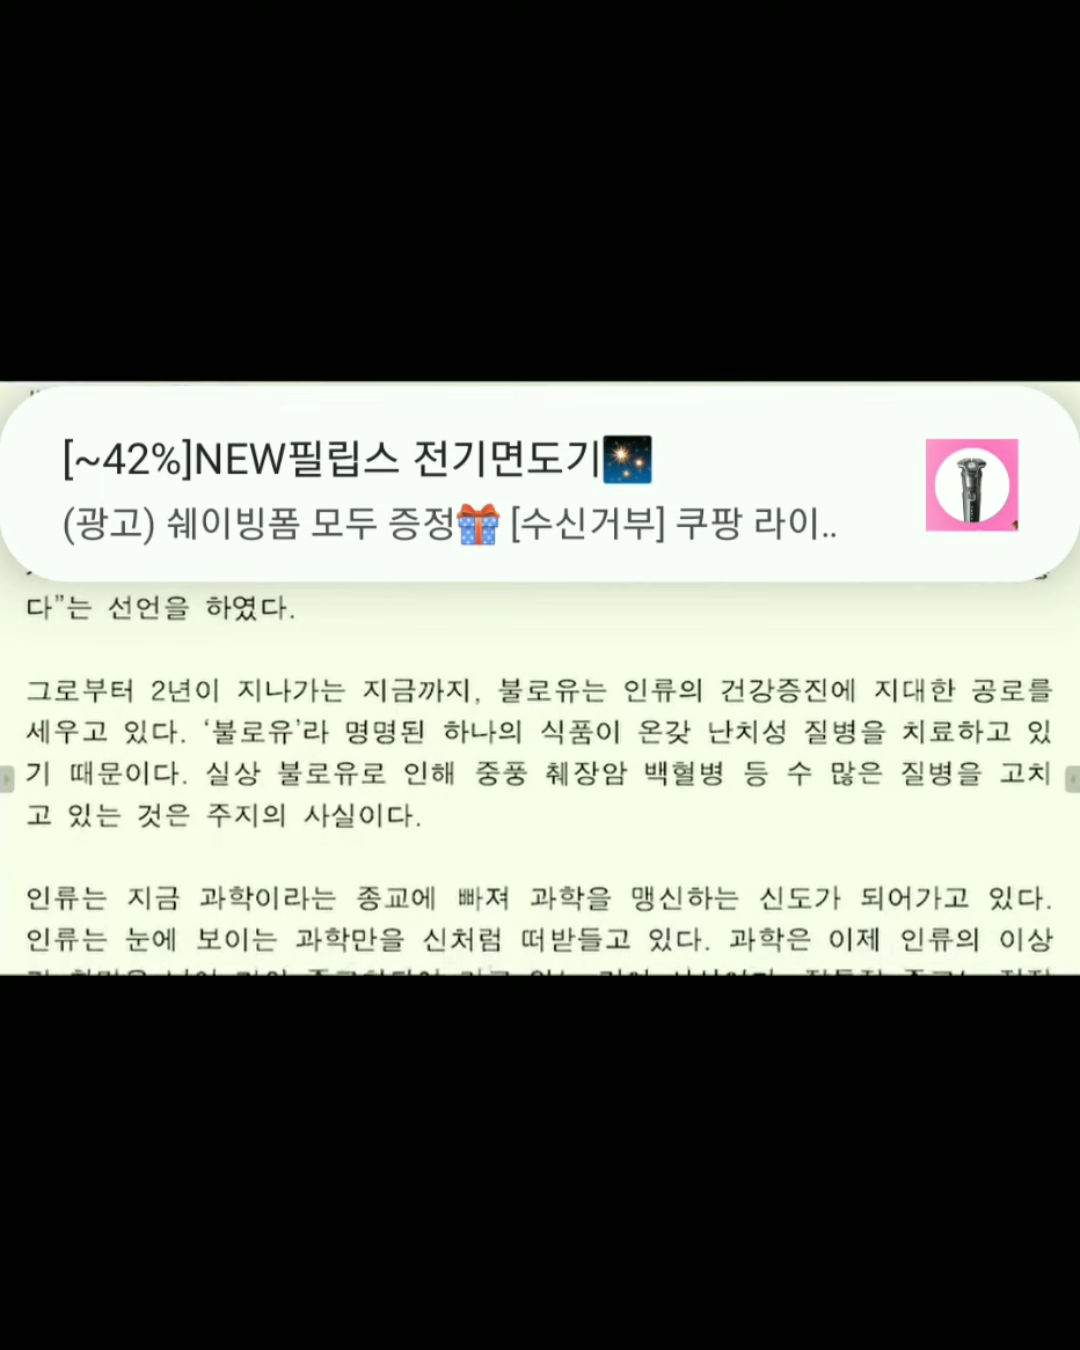 [~42%]NEW필립스 전기면도기🎇
(광고) 쉐이빙폼 모두 증정🎁 [수신거부] 쿠팡 라이..
다”는 선언을 하였다.
그로부터 2년이 지나가는 지금까지, 불로유는 인류의 건강증진에 지대한 공로를
세우고 있다. ‘불로유’라 명명된 하나의 식품이 온갖 난치성 질병을 치료하고 있
기 때문이다. 실상 불로유로 인해 중풍 췌장암 백혈병 등 수 많은 질병을 고치
고 있는 것은 주지의 사실이다.
인류는 지금 과학이라는 종교에 빠져 과학을 맹신하는 신도가 되어가고 있다.
인류는 눈에 보이는 과학만을 신처럼 떠받들고 있다. 과학은 이제 인류의 이상